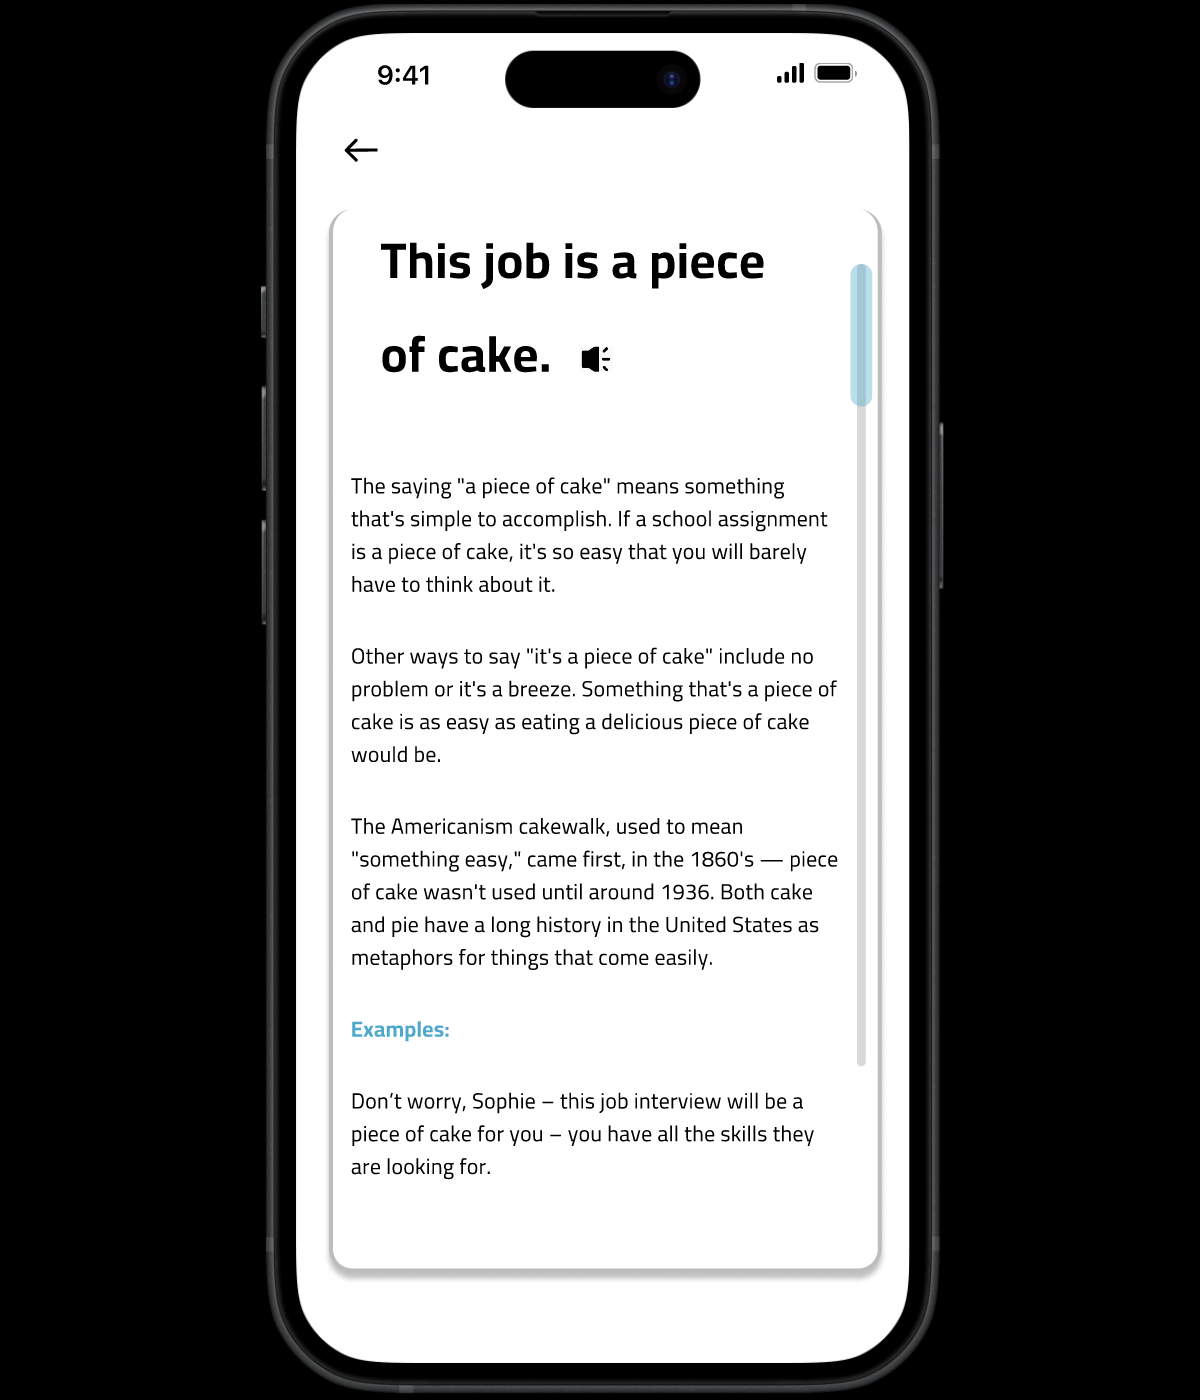 9:41
This job is a piece
of cake.
The saying "a piece of cake" means something
that's simple to accomplish. If a school assignment
is a piece of cake, it's so easy that you will barely
have to think about it.
Other ways to say "it's a piece of cake" include no
problem or it's a breeze. Something that's a piece of
cake is as easy as eating a delicious piece of cake
would be.
The Americanism cakewalk, used to mean
"something easy," came first, in the 1860's — piece
of cake wasn't used until around 1936. Both cake
and pie have a long history in the United States as
metaphors for things that come easily.
Examples:
Don’t worry, Sophie – this job interview will be a
piece of cake for you – you have all the skills they
are looking for.